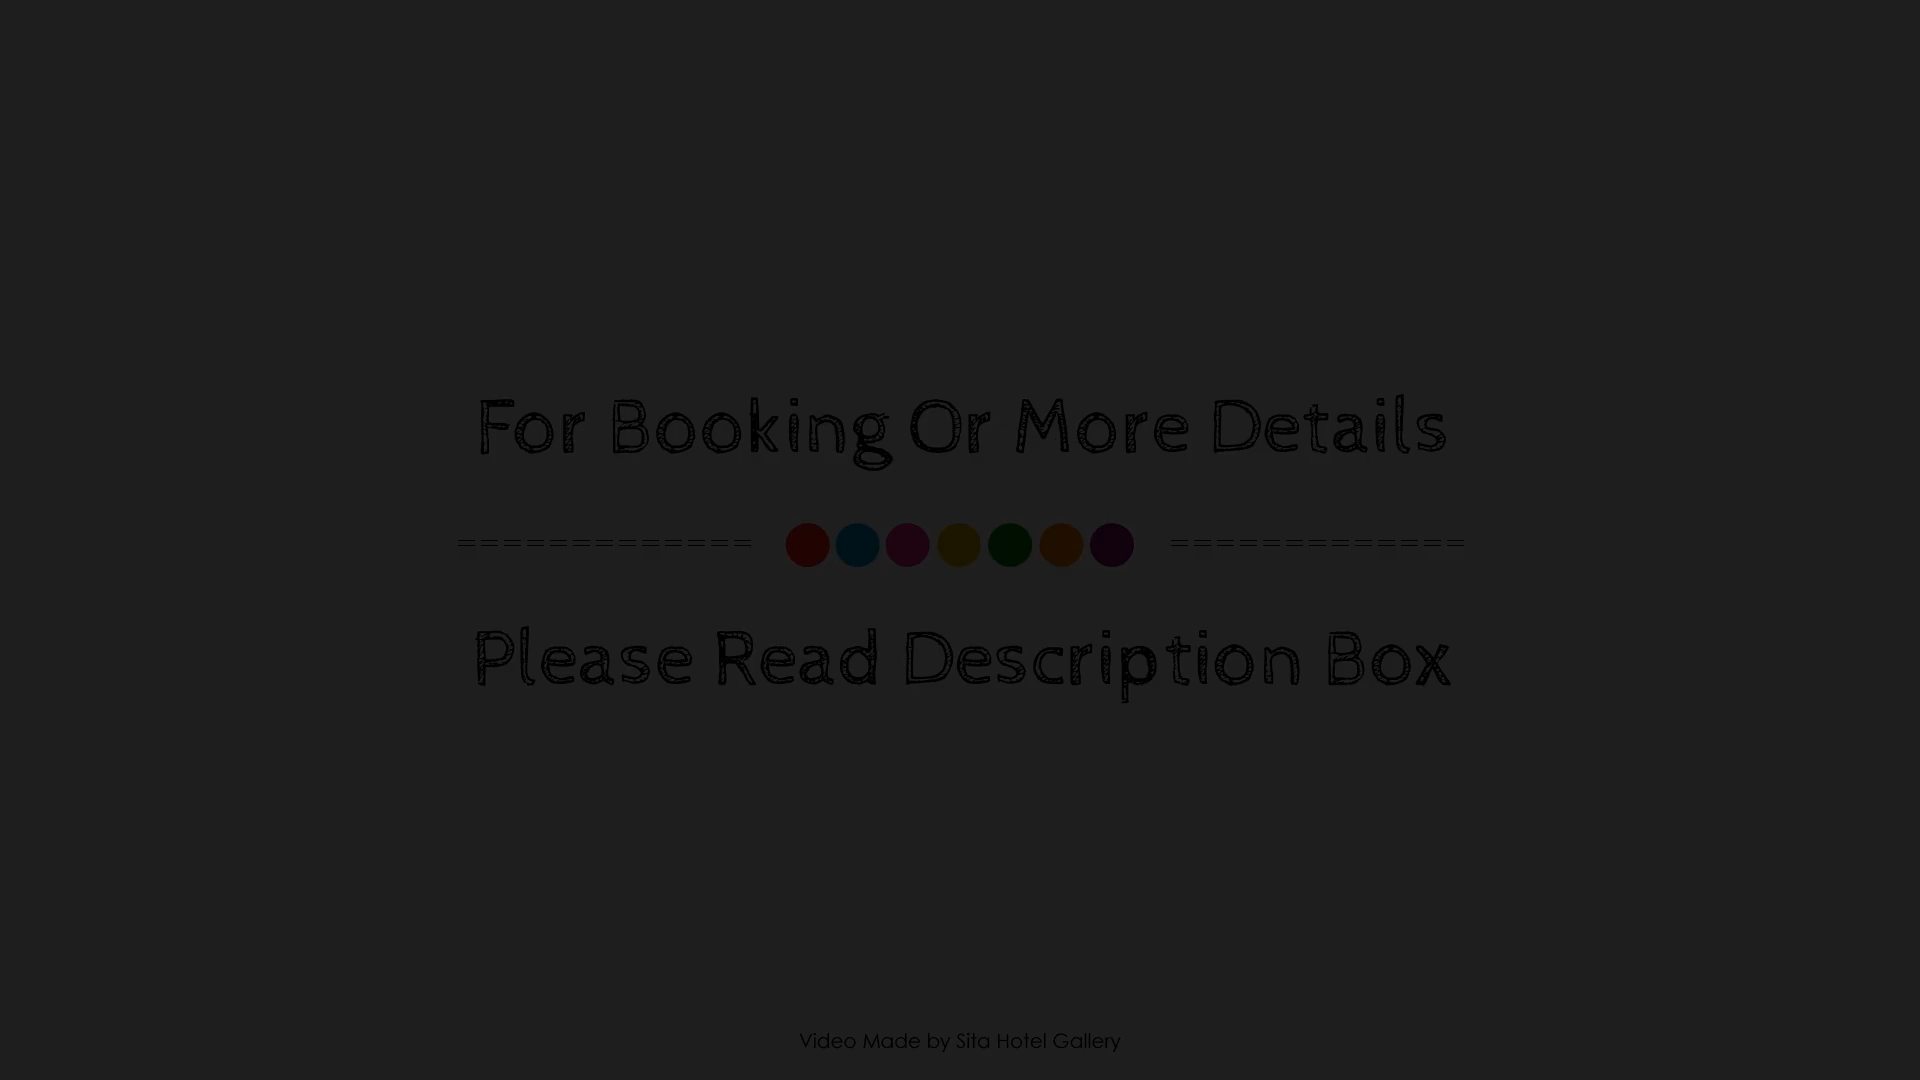 For Booking Or More Details
============= =============
Please Read Description Box
Video Made by Sita Hotel Gallery